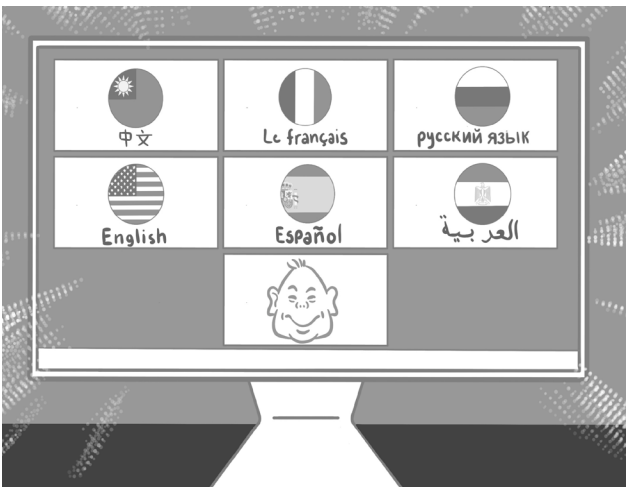 中文
Le français
русский язык
English
Español
العربية